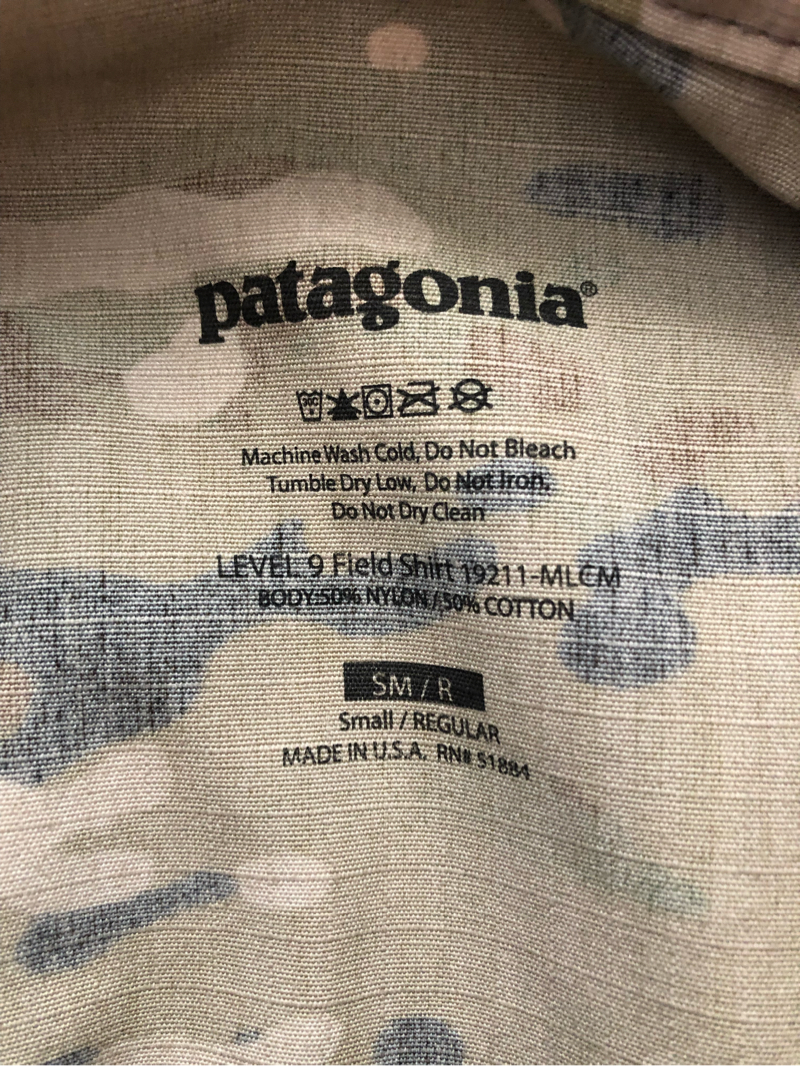 patagonia®
Machine Wash Cold, Do Not Bleach
Tumble Dry Low, Do Not Iron,
Do Not Dry Clean
LEVEL 9 Field Shirt 19211-MLCM
BODY:50% NYLON / 50% COTTON
SM / R
Small / REGULAR
MADE IN U.S.A. RN# 51884